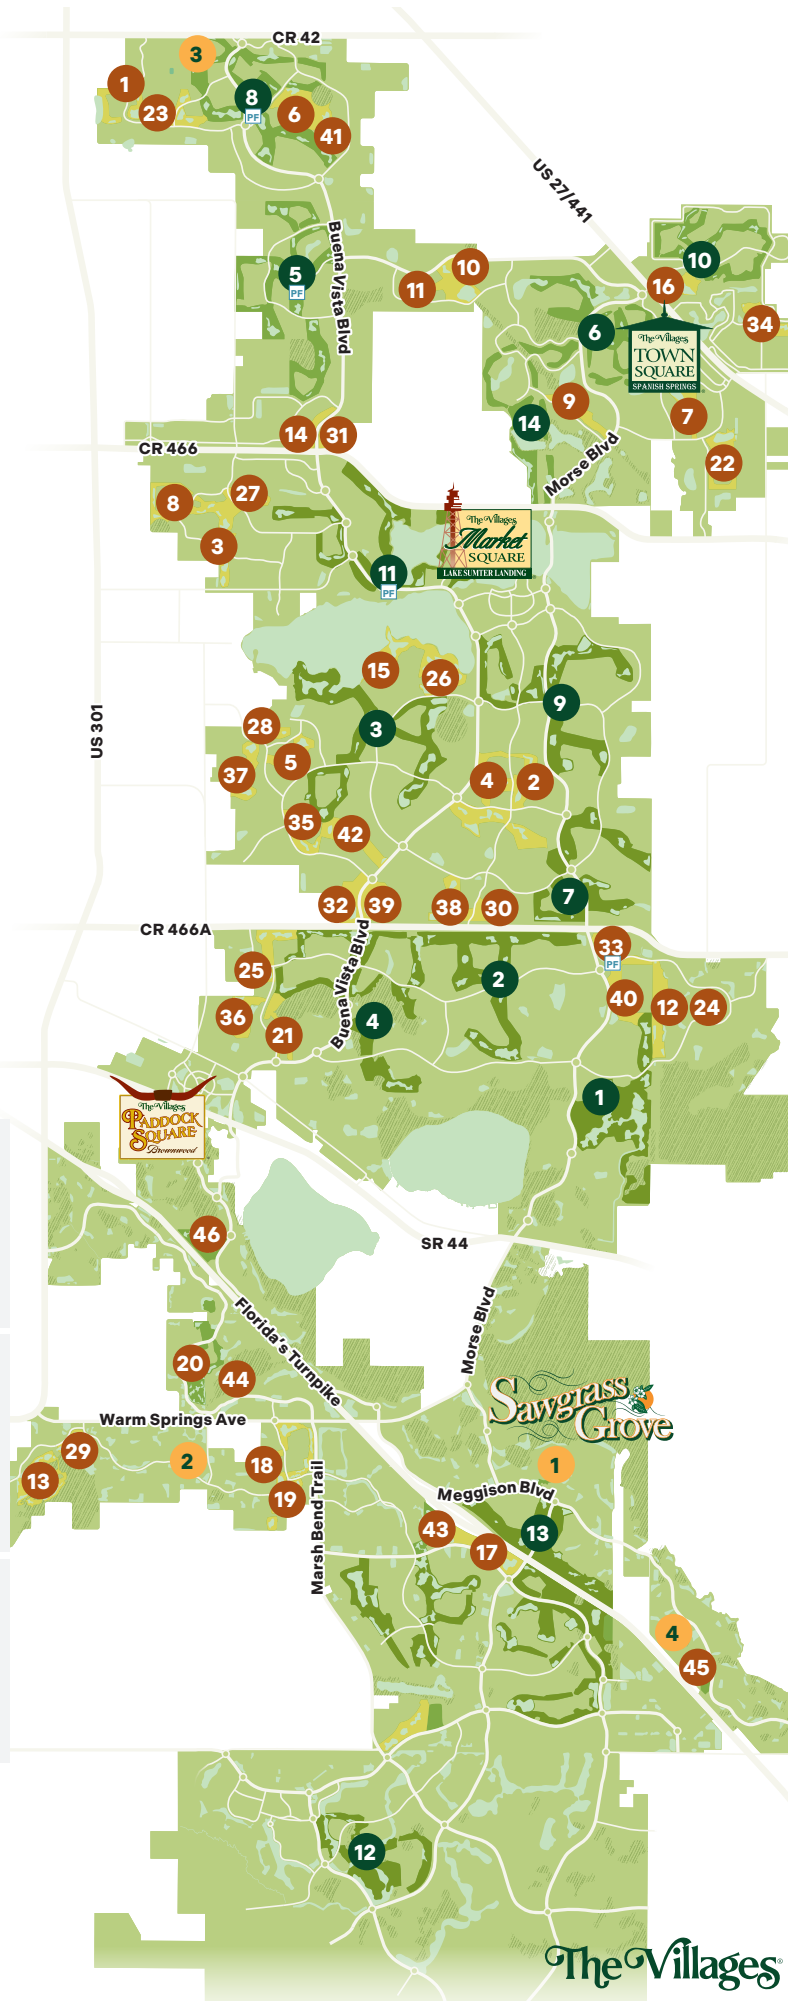 CR 42
3
1
23
8
PF
6
41
US 27/441
Buena Vista Blvd
5
PF
10
11
10
16
34
6
The Villages
TOWN
SQUARE
SPANISH SPRINGS
9
7
14
14
31
CR 466
Morse Blvd
22
8
27
3
The Villages
Market
SQUARE
LAKE SUMTER LANDING
11
PF
15
26
9
US 301
28
3
5
37
4
2
35
42
7
32
39
38
30
CR 466A
33
PF
25
Buena Vista Blvd
2
40
12
24
36
4
21
1
The Villages
PADDOCK
SQUARE
Brownwood
46
SR 44
Florida's Turnpike
Morse Blvd
20
44
Sawgrass
Grove
Warm Springs Ave
29
2
18
1
13
19
Marsh Bend Trail
Meggison Blvd
43
13
17
4
45
12
The Villages®